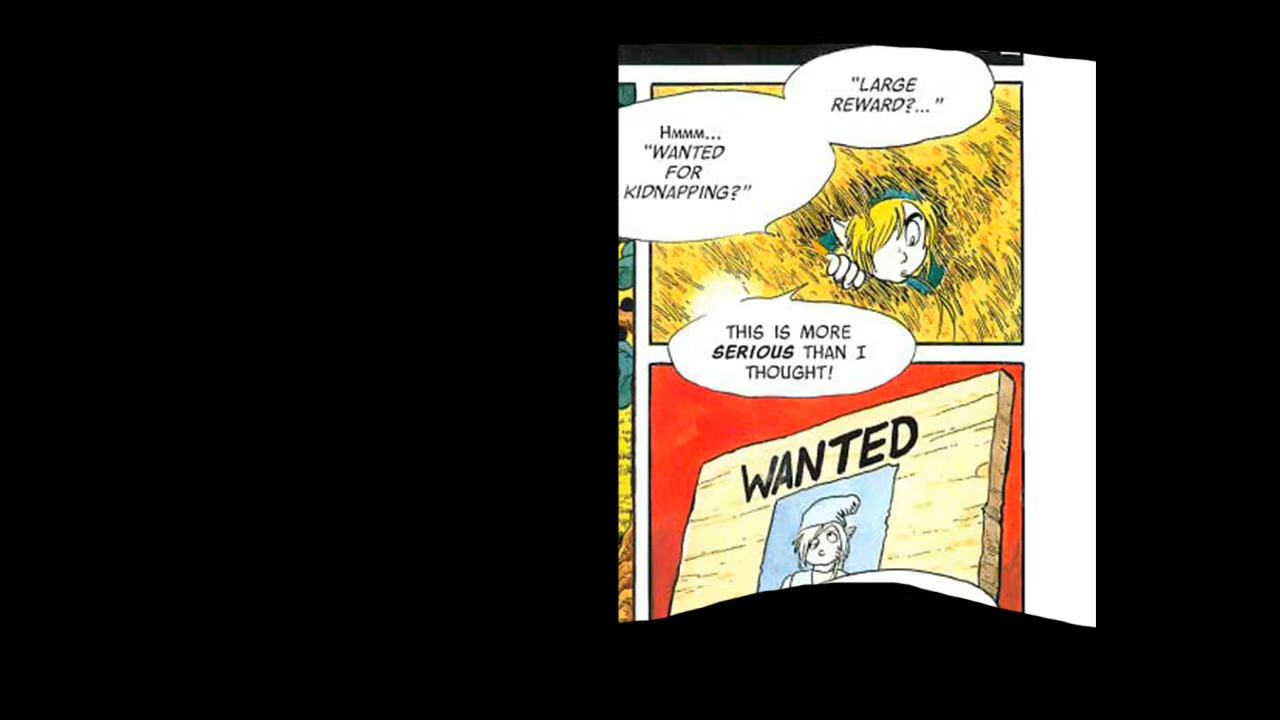 Hmmm...
"WANTED
FOR
KIDNAPPING?"
"LARGE
REWARD?..."
THIS IS MORE
SERIOUS THAN I
THOUGHT!
WANTED